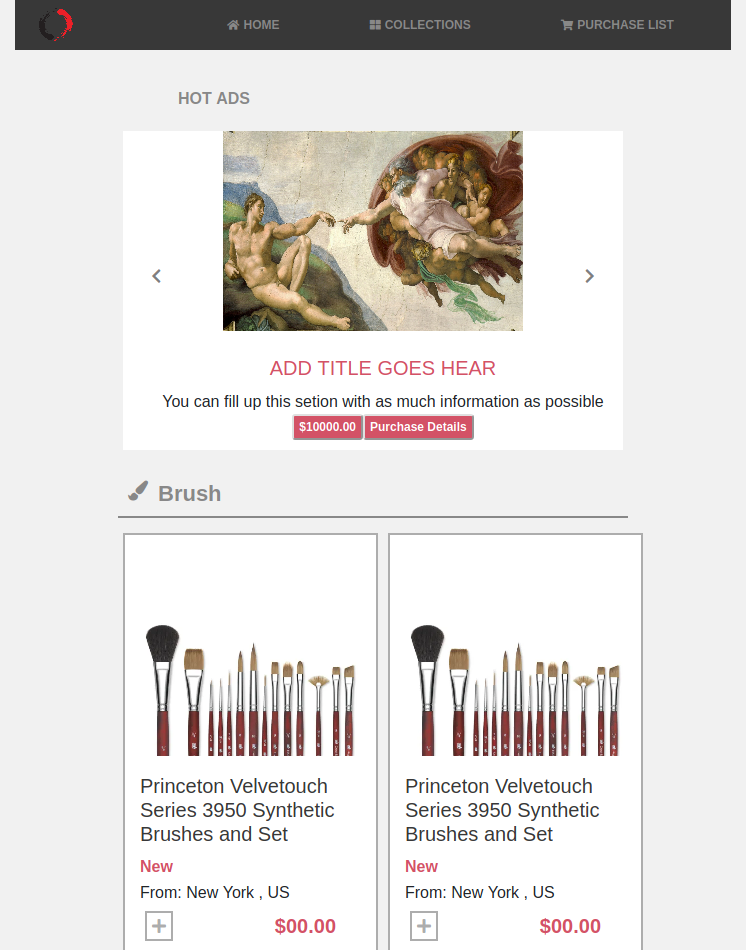 HOME COLLECTIONS PURCHASE LIST
HOT ADS
ADD TITLE GOES HEAR
You can fill up this setion with as much information as possible
$10000.00 Purchase Details
Brush
Princeton Velvetouch
Series 3950 Synthetic
Brushes and Set
New
From: New York , US
$00.00
Princeton Velvetouch
Series 3950 Synthetic
Brushes and Set
New
From: New York , US
$00.00